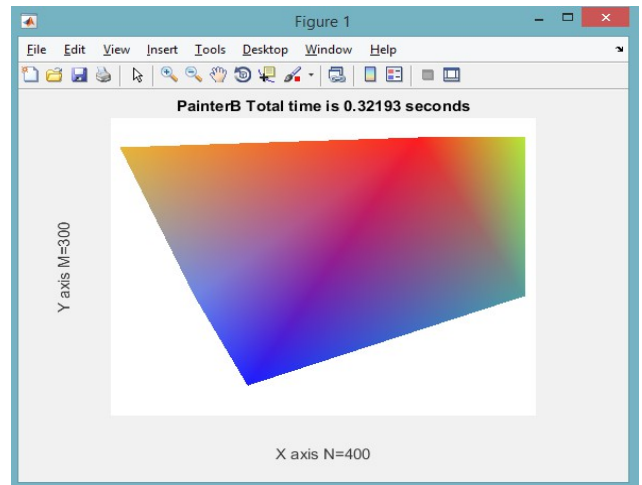 Figure 1
File Edit View Insert Tools Desktop Window Help
PainterB Total time is 0.32193 seconds
Y axis M=300
X axis N=400